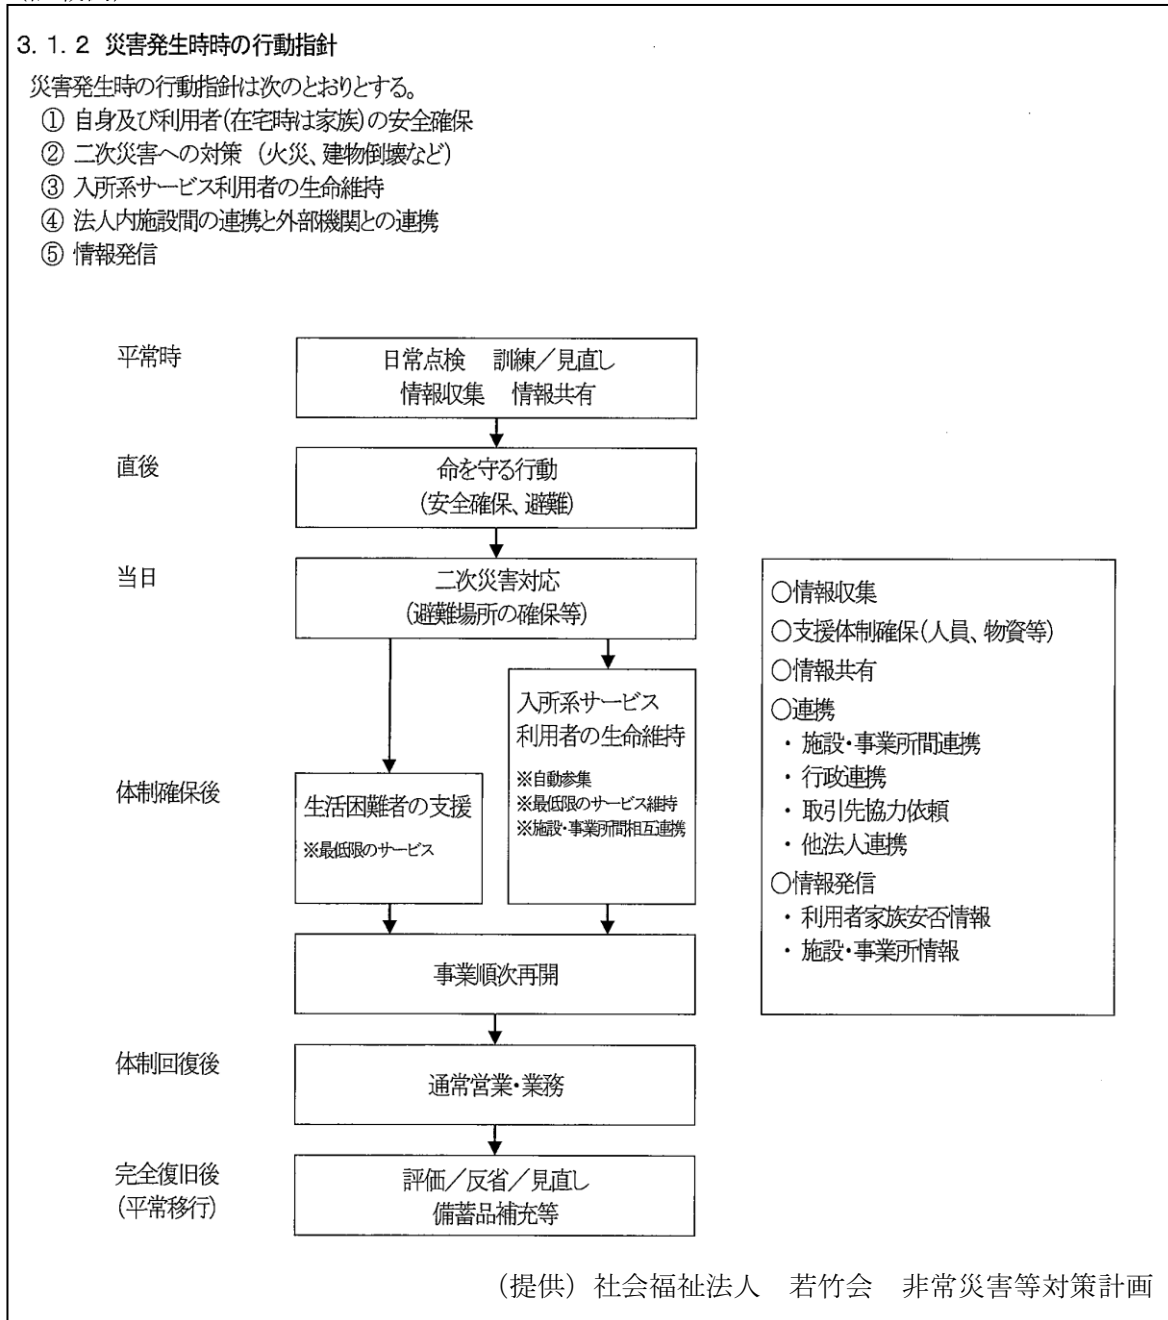 3. 1. 2 災害発生時時の行動指針
災害発生時の行動指針は次のとおりとする。
① 自身及び利用者(在宅時は家族)の安全確保
② 二次災害への対策 (火災、建物倒壊など)
③ 入所系サービス利用者の生命維持
④ 法人内施設間の連携と外部機関との連携
⑤ 情報発信
平常時
日常点検 訓練/見直し
情報収集 情報共有
直後
命を守る行動
(安全確保、避難)
当日
二次災害対応
(避難場所の確保等)
入所系サービス
利用者の生命維持
※自動参集
※最低限のサービス維持
※施設・事業所間相互連携
体制確保後
生活困難者の支援
※最低限のサービス
事業順次再開
体制回復後
通常営業・業務
完全復旧後
(平常移行)
評価/反省/見直し
備蓄品補充等
○情報収集
○支援体制確保(人員、物資等)
○情報共有
○連携
・ 施設・事業所間連携
・ 行政連携
・ 取引先協力依頼
・ 他法人連携
○情報発信
・ 利用者家族安否情報
・ 施設・事業所情報
(提供) 社会福祉法人 若竹会 非常災害等対策計画